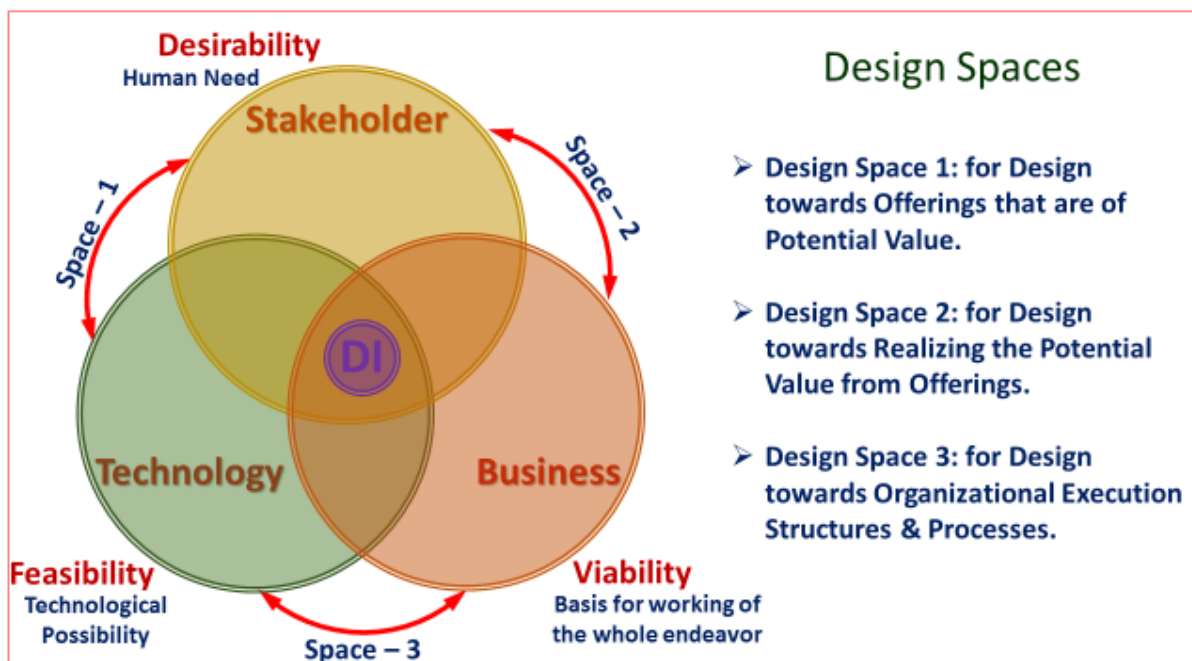 Desirability
Human Need
Stakeholder
Space – 1
Space – 2
DI
Technology
Business
Feasibility
Technological
Possibility
Viability
Basis for working of
the whole endeavor
Space – 3
Design Spaces
➢ Design Space 1: for Design
towards Offerings that are of
Potential Value.
➢ Design Space 2: for Design
towards Realizing the Potential
Value from Offerings.
➢ Design Space 3: for Design
towards Organizational Execution
Structures & Processes.